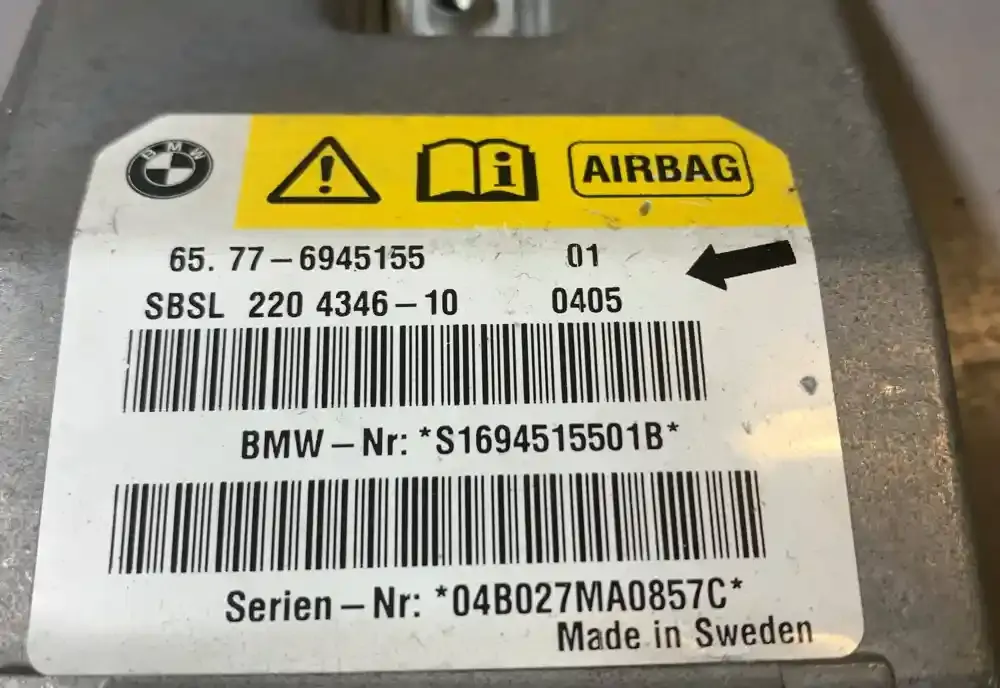 BMW
AIRBAG
65. 77-6945155 01
SBSL 220 4346-10 0405
BMW-Nr: *S1694515501B*
Serien-Nr: *04B027MA0857C*
Made in Sweden